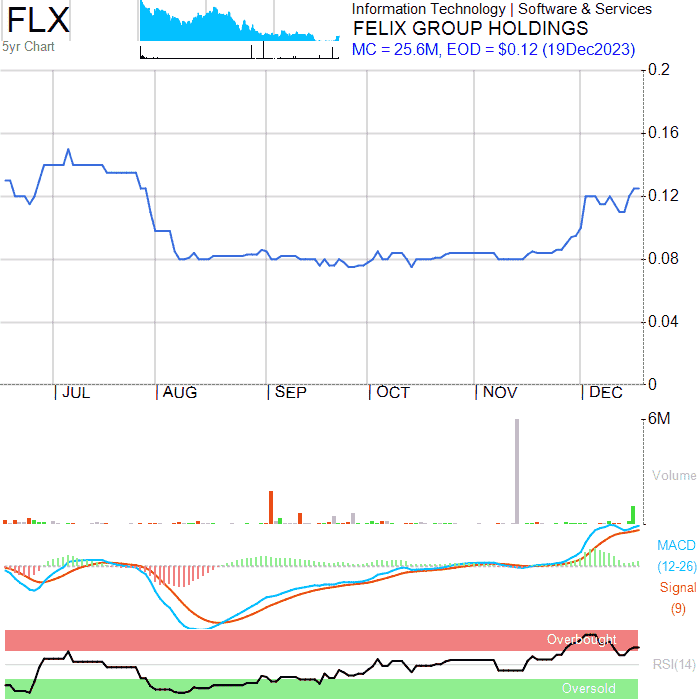 FLX
5yr Chart
Information Technology | Software & Services
FELIX GROUP HOLDINGS
MC = 25.6M, EOD = $0.12 (19Dec2023)
0.2
0.16
0.12
0.08
0.04
0
JUL AUG SEP OCT NOV DEC
6M
Volume
MACD
(12-26)
Signal
(9)
Overbought
RSI(14)
Oversold